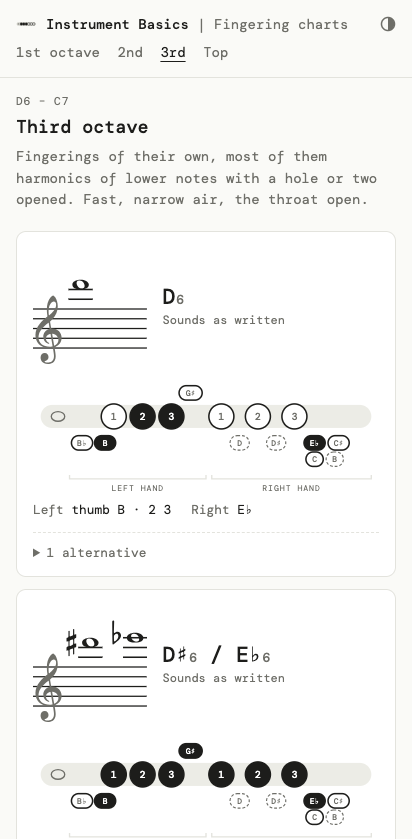 Instrument Basics | Fingering charts
1st octave 2nd 3rd Top
D6 – C7
Third octave
Fingerings of their own, most of them
harmonics of lower notes with a hole or two
opened. Fast, narrow air, the throat open.
D6
Sounds as written
G♯
1 2 3 1 2 3
B♭ B D D♯ E♭ C♯
C B
LEFT HAND RIGHT HAND
Left thumb B · 2 3 Right E♭
▶ 1 alternative
D♯6 / E♭6
Sounds as written
G♯
1 2 3 1 2 3
B♭ B D D♯ E♭ C♯
C B